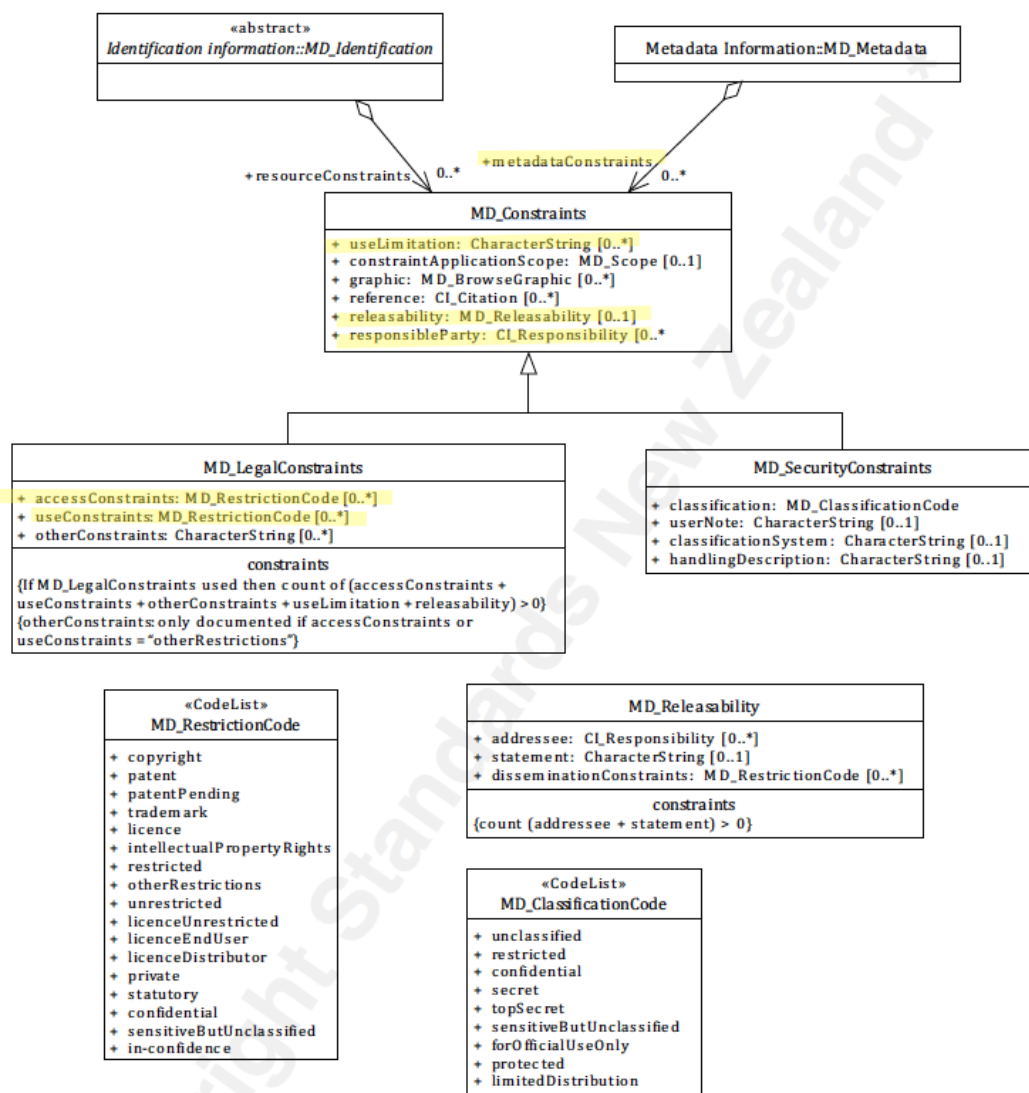 «abstract»
Identification information::MD_Identification
Metadata Information::MD_Metadata
+metadataConstraints
+resourceConstraints
0..*
0..*
MD_Constraints
+ useLimitation: CharacterString [0..*]
+ constraintApplicationScope: MD_Scope [0..1]
+ graphic: MD_BrowseGraphic [0..*]
+ reference: CI_Citation [0..*]
+ releasability: MD_Releasability [0..1]
+ responsibleParty: CI_Responsibility [0..*
MD_LegalConstraints
+ accessConstraints: MD_RestrictionCode [0..*]
+ useConstraints: MD_RestrictionCode [0..*]
+ otherConstraints: CharacterString [0..*]
constraints
{If MD_LegalConstraints used then count of (accessConstraints +
useConstraints + otherConstraints + useLimitation + releasability) > 0}
{otherConstraints: only documented if accessConstraints or
useConstraints = “otherRestrictions”}
MD_SecurityConstraints
+ classification: MD_ClassificationCode
+ userNote: CharacterString [0..1]
+ classificationSystem: CharacterString [0..1]
+ handlingDescription: CharacterString [0..1]
«CodeList»
MD_RestrictionCode
+ copyright
+ patent
+ patentPending
+ trademark
+ licence
+ intellectualPropertyRights
+ restricted
+ otherRestrictions
+ unrestricted
+ licenceUnrestricted
+ licenceEndUser
+ licenceDistributor
+ private
+ statutory
+ confidential
+ sensitiveButUnclassified
+ in-confidence
MD_Releasability
+ addressee: CI_Responsibility [0..*]
+ statement: CharacterString [0..1]
+ disseminationConstraints: MD_RestrictionCode [0..*]
constraints
{count (addressee + statement) > 0}
«CodeList»
MD_ClassificationCode
+ unclassified
+ restricted
+ confidential
+ secret
+ topSecret
+ sensitiveButUnclassified
+ forOfficialUseOnly
+ protected
+ limitedDistribution
right Standards New Zealand *